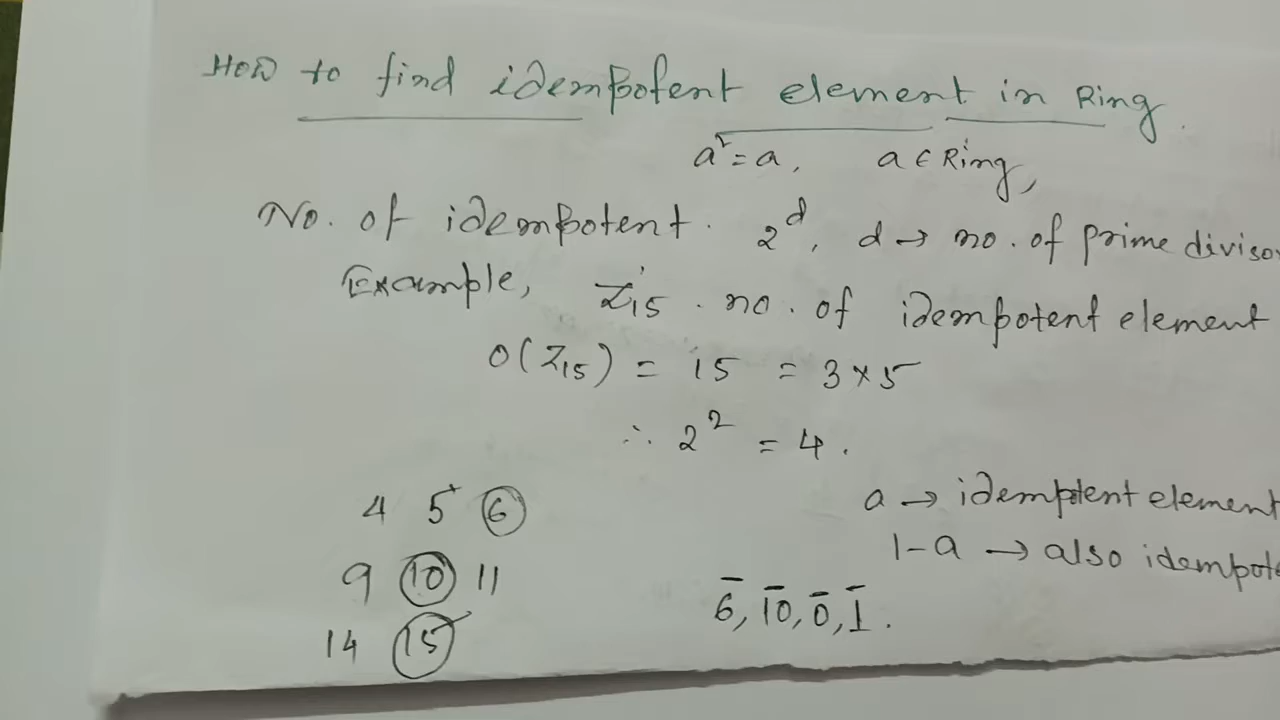 How to find idempotent element in Ring.
a² = a, a ∈ Ring,
No. of idempotent. 2^d, d → no. of prime diviso
Example, Z₁₅. no. of idempotent element
O(Z₁₅) = 15 = 3 × 5
∴ 2² = 4.
4 5 6
a → idempotent element
9 10 11
1-a → also idempote
6̅, 1̅0̅, 0̅, 1̅.
14 15